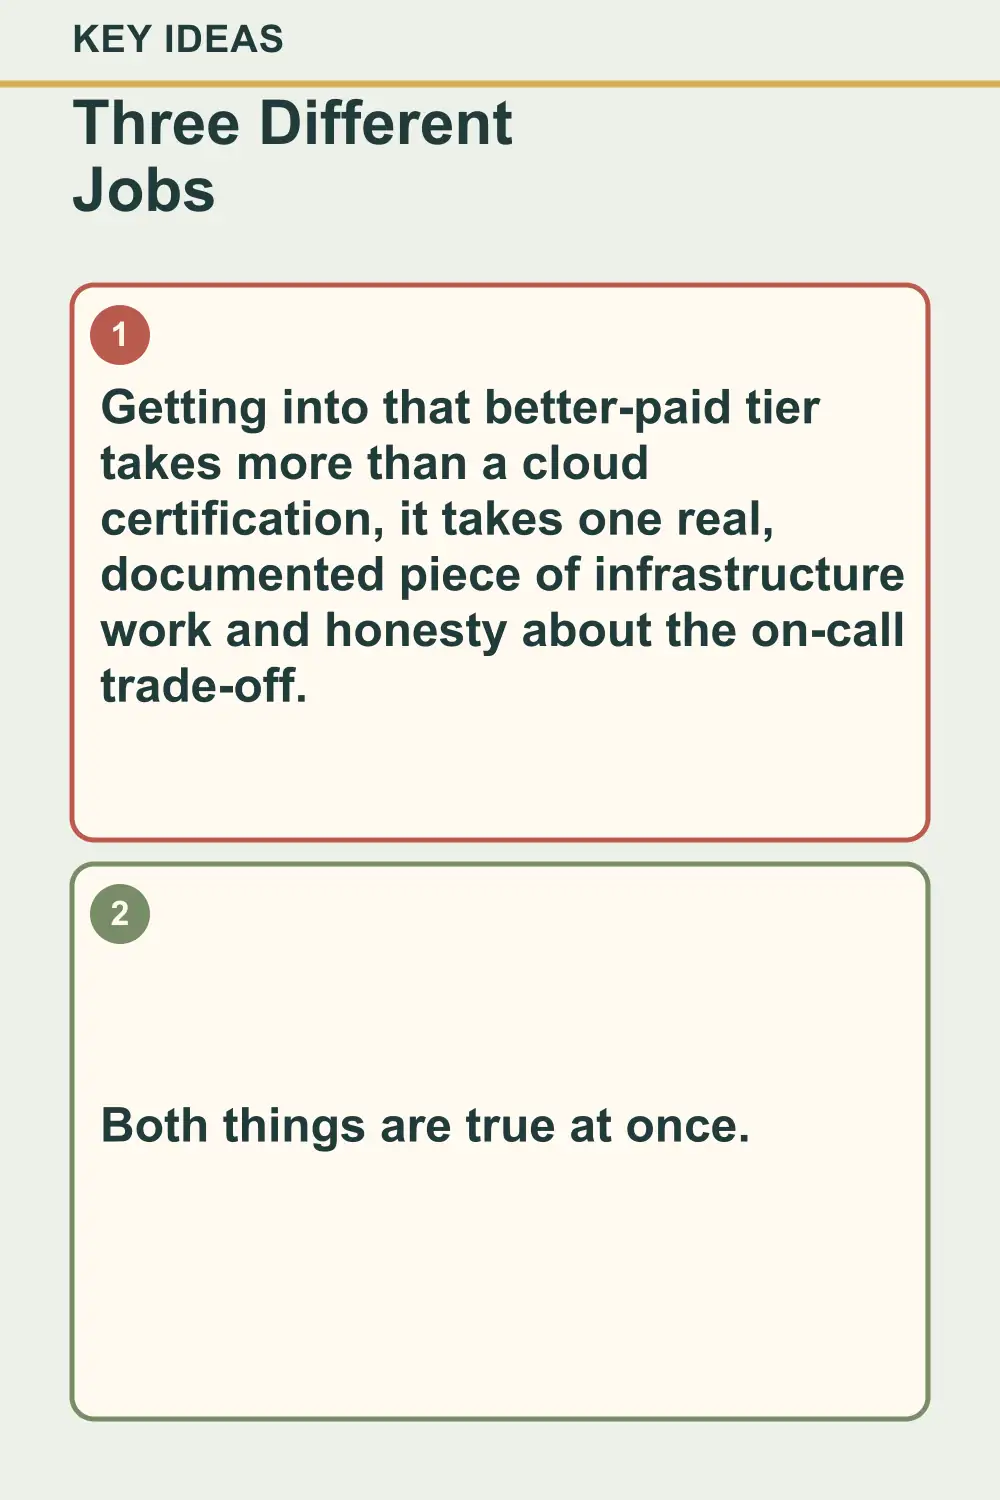 KEY IDEAS
Three Different
Jobs
1
Getting into that better-paid tier
takes more than a cloud
certification, it takes one real,
documented piece of infrastructure
work and honesty about the on-call
trade-off.
2
Both things are true at once.